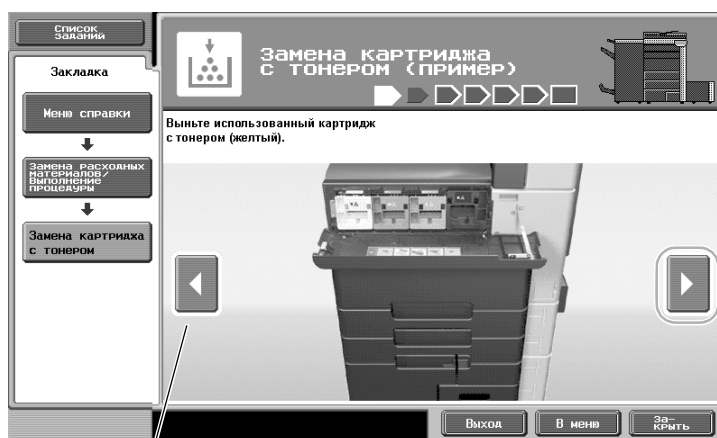 Список
заданий
Закладка
Меню справки
Замена расходных
материалов/
Выполнение
процедуры
Замена картриджа
с тонером
Замена картриджа
с тонером (пример)
Выньте использованный картридж
с тонером (желтый).
Выход
В меню
За-
крыть